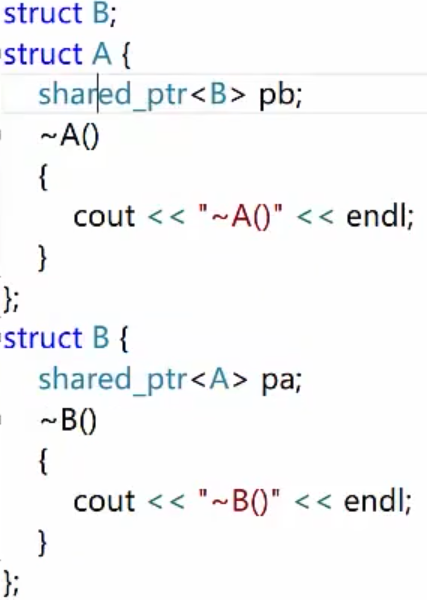 struct B;
struct A {
shared_ptr<B> pb;
~A()
{
cout << "~A()" << endl;
}
};
struct B {
shared_ptr<A> pa;
~B()
{
cout << "~B()" << endl;
}
};